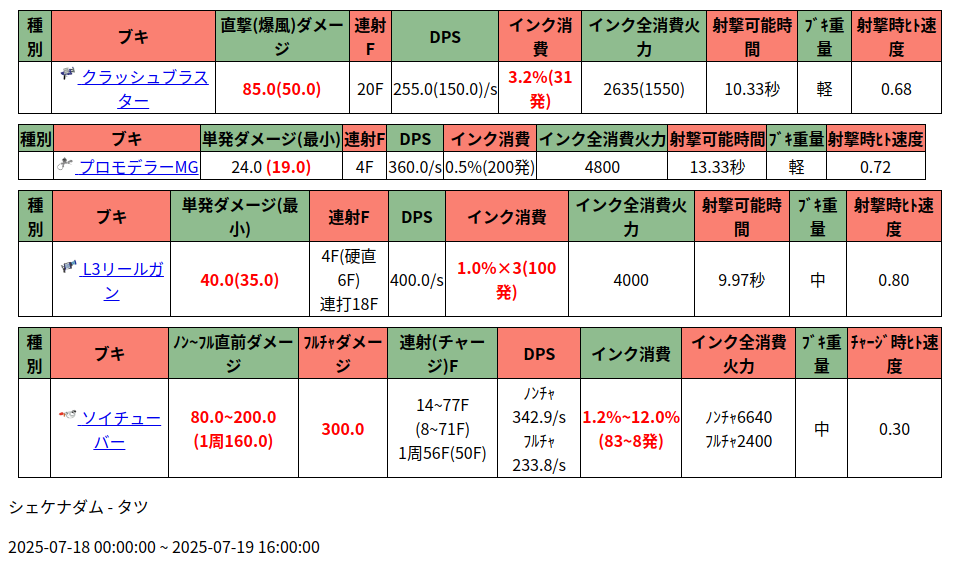 種別 ブキ 直撃(爆風)ダメージ 連射F DPS インク消費 インク全消費火力 射撃可能時間 ﾌﾞｷ重量 射撃時ﾋﾄ速度
クラッシュブラスター 85.0(50.0) 20F 255.0(150.0)/s 3.2%(31発) 2635(1550) 10.33秒 軽 0.68
種別 ブキ 単発ダメージ(最小) 連射F DPS インク消費 インク全消費火力 射撃可能時間 ﾌﾞｷ重量 射撃時ﾋﾄ速度
プロモデラーMG 24.0 (19.0) 4F 360.0/s 0.5%(200発) 4800 13.33秒 軽 0.72
種別 ブキ 単発ダメージ(最小) 連射F DPS インク消費 インク全消費火力 射撃可能時間 ﾌﾞｷ重量 射撃時ﾋﾄ速度
L3リールガン 40.0(35.0) 4F(硬直6F) 連打18F 400.0/s 1.0%×3(100発) 4000 9.97秒 中 0.80
種別 ブキ ﾉﾝ~ﾌﾙ直前ダメージ ﾌﾙﾁｬダメージ 連射(チャージ)F DPS インク消費 インク全消費火力 ﾌﾞｷ重量 ﾁｬｰｼﾞ時ﾋﾄ速度
ソイチューバー 80.0~200.0 (1周160.0) 300.0 14~77F (8~71F) 1周56F(50F) ﾉﾝﾁｬ 342.9/s ﾌﾙﾁｬ 233.8/s 1.2%~12.0% (83~8発) ﾉﾝﾁｬ6640 ﾌﾙﾁｬ2400 中 0.30
シェケナダム - タツ
2025-07-18 00:00:00 ~ 2025-07-19 16:00:00